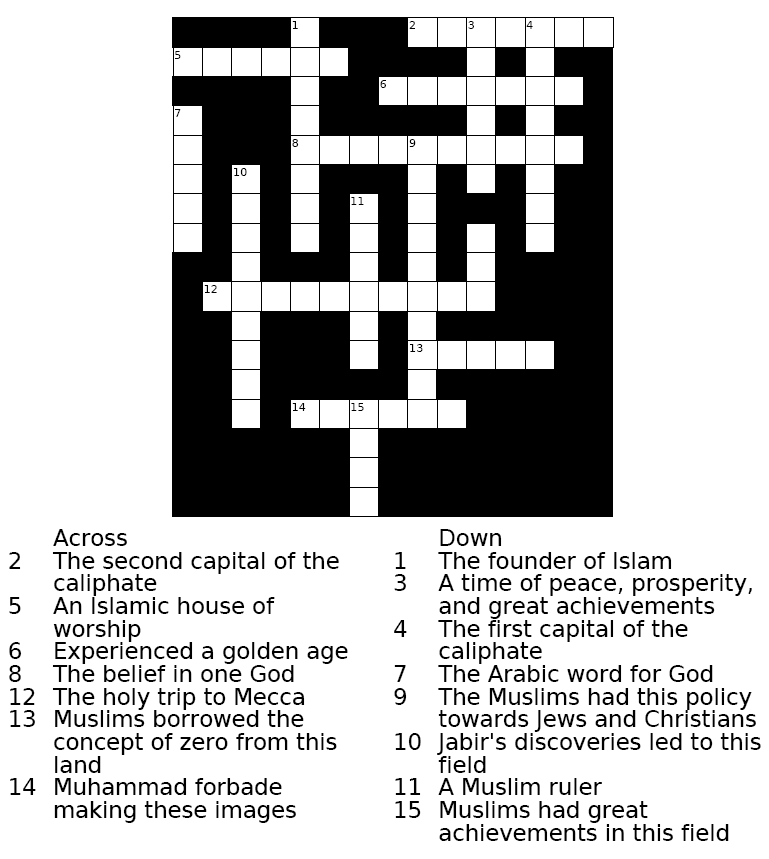 1 2 3 4
5
6
7
8 9
10
11
12
13
14 15
Across
2 The second capital of the
caliphate
5 An Islamic house of
worship
6 Experienced a golden age
8 The belief in one God
12 The holy trip to Mecca
13 Muslims borrowed the
concept of zero from this
land
14 Muhammad forbade
making these images
Down
1 The founder of Islam
3 A time of peace, prosperity,
and great achievements
4 The first capital of the
caliphate
7 The Arabic word for God
9 The Muslims had this policy
towards Jews and Christians
10 Jabir's discoveries led to this
field
11 A Muslim ruler
15 Muslims had great
achievements in this field